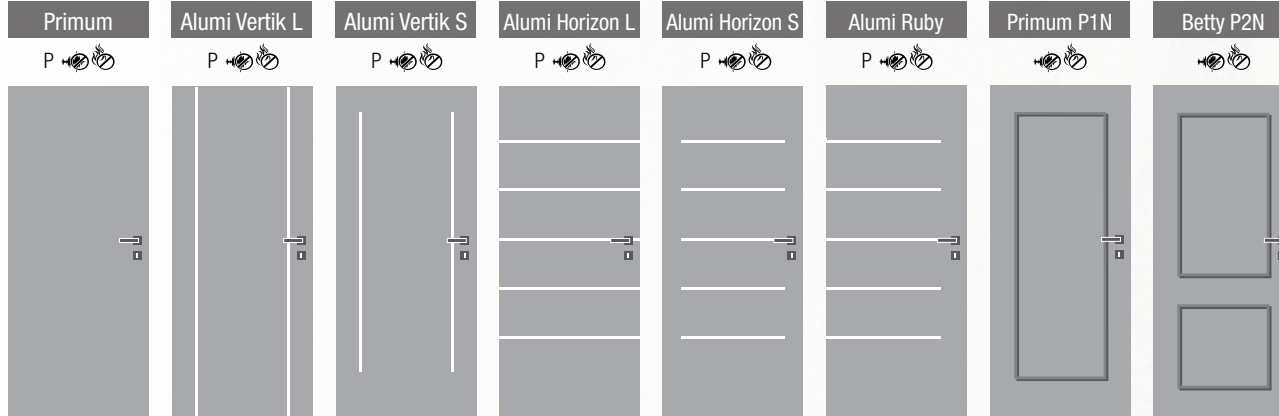 Primum
Alumi Vertik L
Alumi Vertik S
Alumi Horizon L
Alumi Horizon S
Alumi Ruby
Primum P1N
Betty P2N
P
P
P
P
P
P